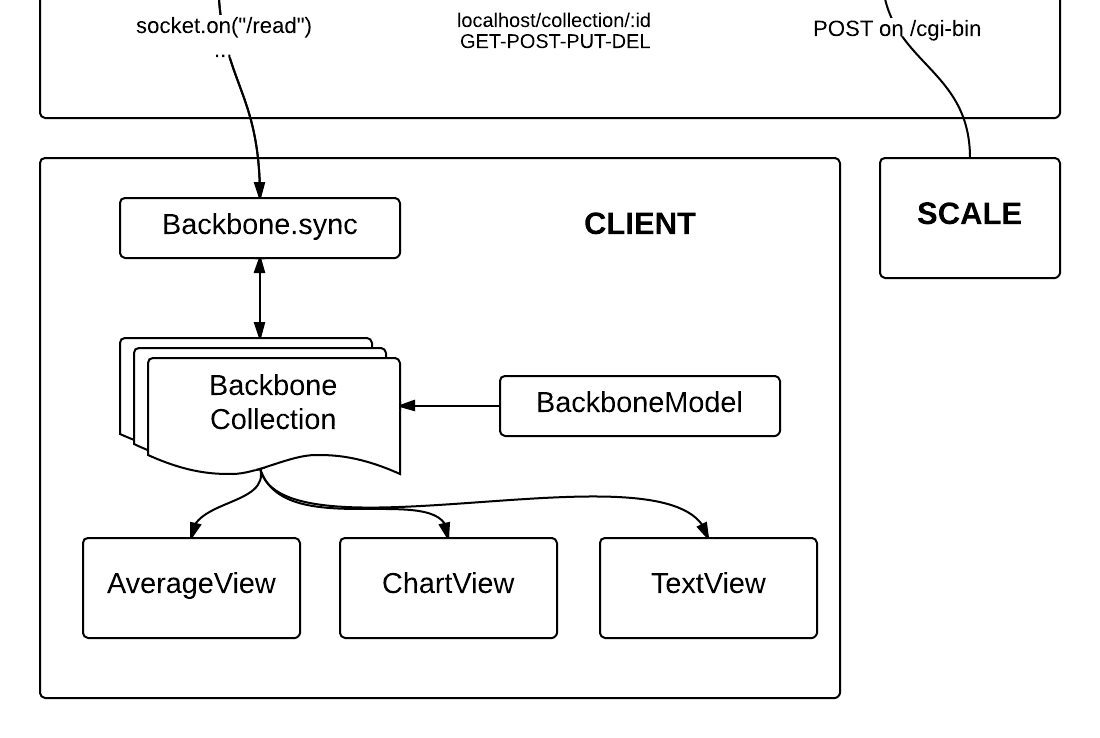 socket.on("/read")
...
localhost/collection/:id
GET-POST-PUT-DEL
POST on /cgi-bin
Backbone.sync
CLIENT
SCALE
Backbone
Collection
BackboneModel
AverageView
ChartView
TextView